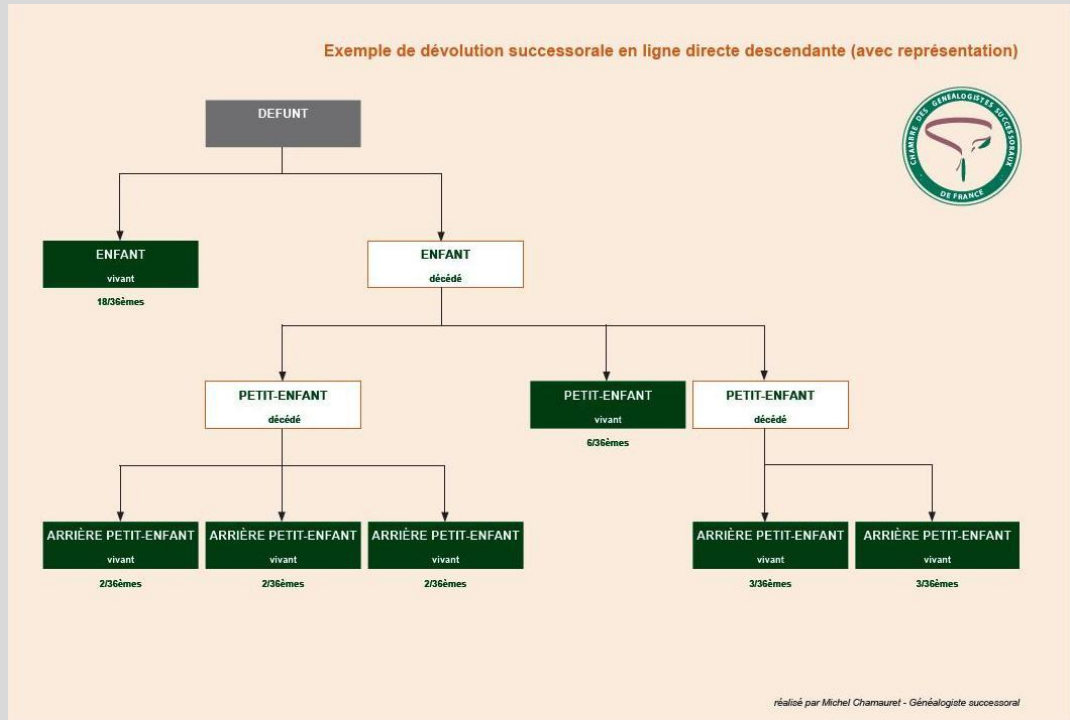 Exemple de dévolution successorale en ligne directe descendante (avec représentation)
CHAMBRE DES GENEALOGISTES SUCCESSORAUX
DE FRANCE
DEFUNT
ENFANT
vivant
18/36èmes
ENFANT
décédé
PETIT-ENFANT
décédé
PETIT-ENFANT
vivant
6/36èmes
PETIT-ENFANT
décédé
ARRIÈRE PETIT-ENFANT
vivant
2/36èmes
ARRIÈRE PETIT-ENFANT
vivant
2/36èmes
ARRIÈRE PETIT-ENFANT
vivant
2/36èmes
ARRIÈRE PETIT-ENFANT
vivant
3/36èmes
ARRIÈRE PETIT-ENFANT
vivant
3/36èmes
réalisé par Michel Chamauret - Généalogiste successoral